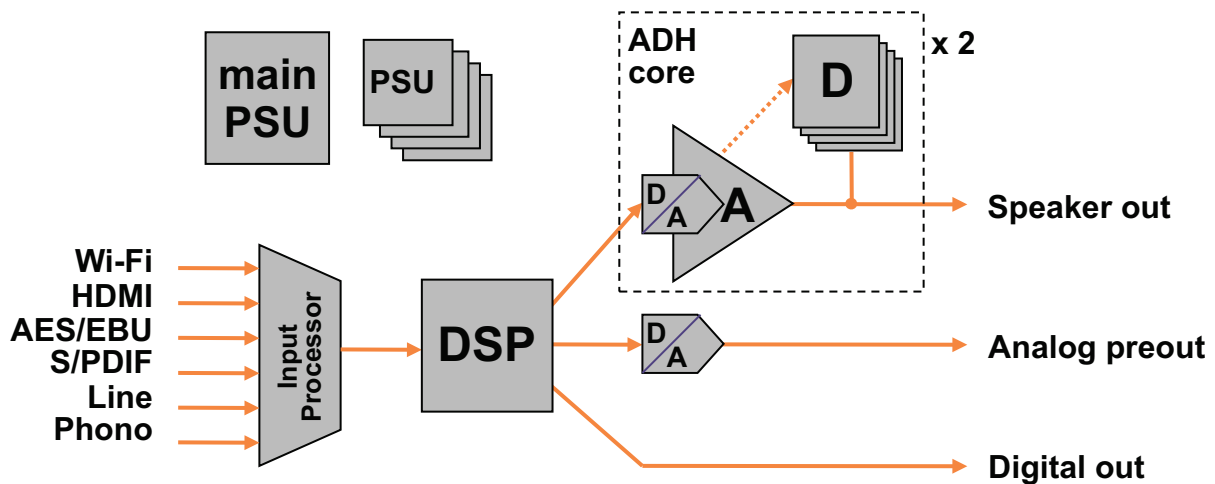 main
PSU
PSU
ADH
core
x 2
D
D
A
A
Speaker out
Wi-Fi
HDMI
AES/EBU
S/PDIF
Line
Phono
Input
Processor
DSP
D
A
Analog preout
Digital out